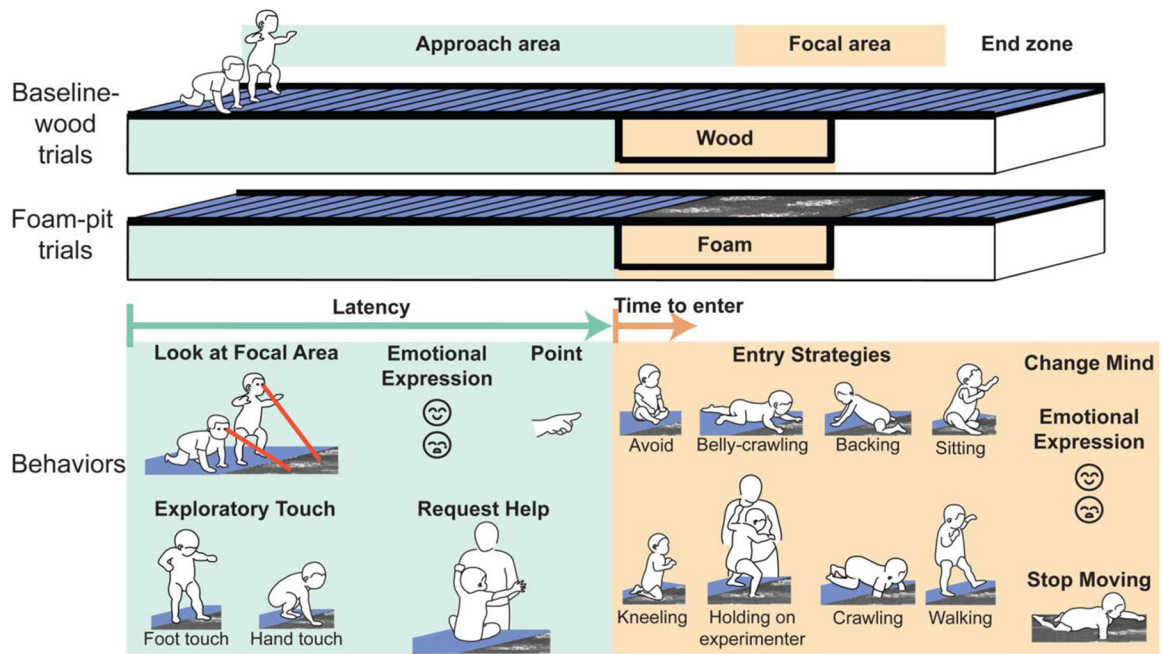 Approach area
Focal area
End zone
Baseline-
wood
trials
Wood
Foam-pit
trials
Foam
Latency
Time to enter
Behaviors
Look at Focal Area
Emotional
Expression
Point
Exploratory Touch
Foot touch
Hand touch
Request Help
Entry Strategies
Avoid
Belly-crawling
Backing
Sitting
Kneeling
Holding on
experimenter
Crawling
Walking
Change Mind
Emotional
Expression
Stop Moving